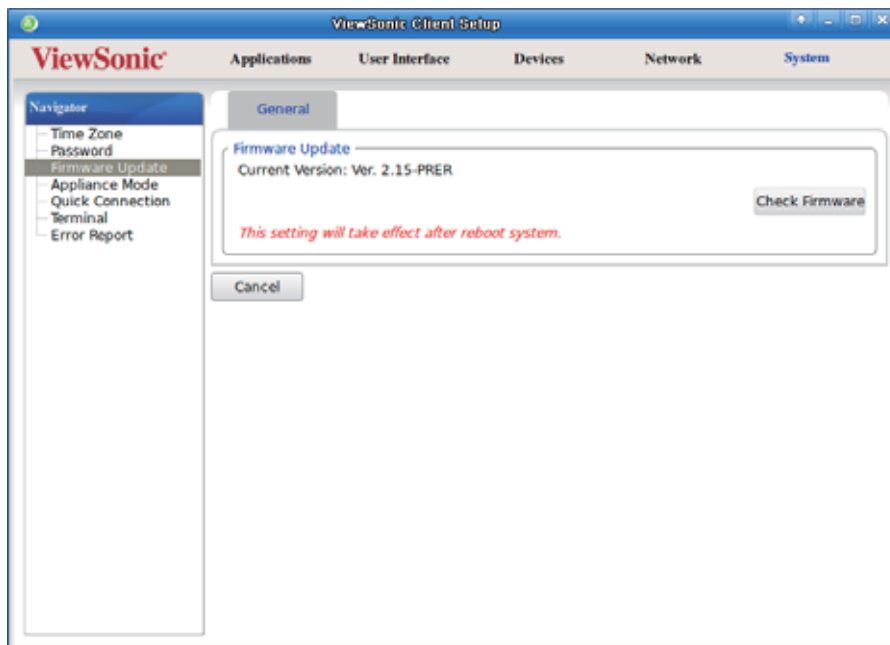 ViewSonic Client Setup
ViewSonic®
Applications User Interface Devices Network System
Navigator
Time Zone
Password
Firmware Update
Appliance Mode
Quick Connection
Terminal
Error Report
General
Firmware Update
Current Version: Ver. 2.15-PRER
Check Firmware
This setting will take effect after reboot system.
Cancel